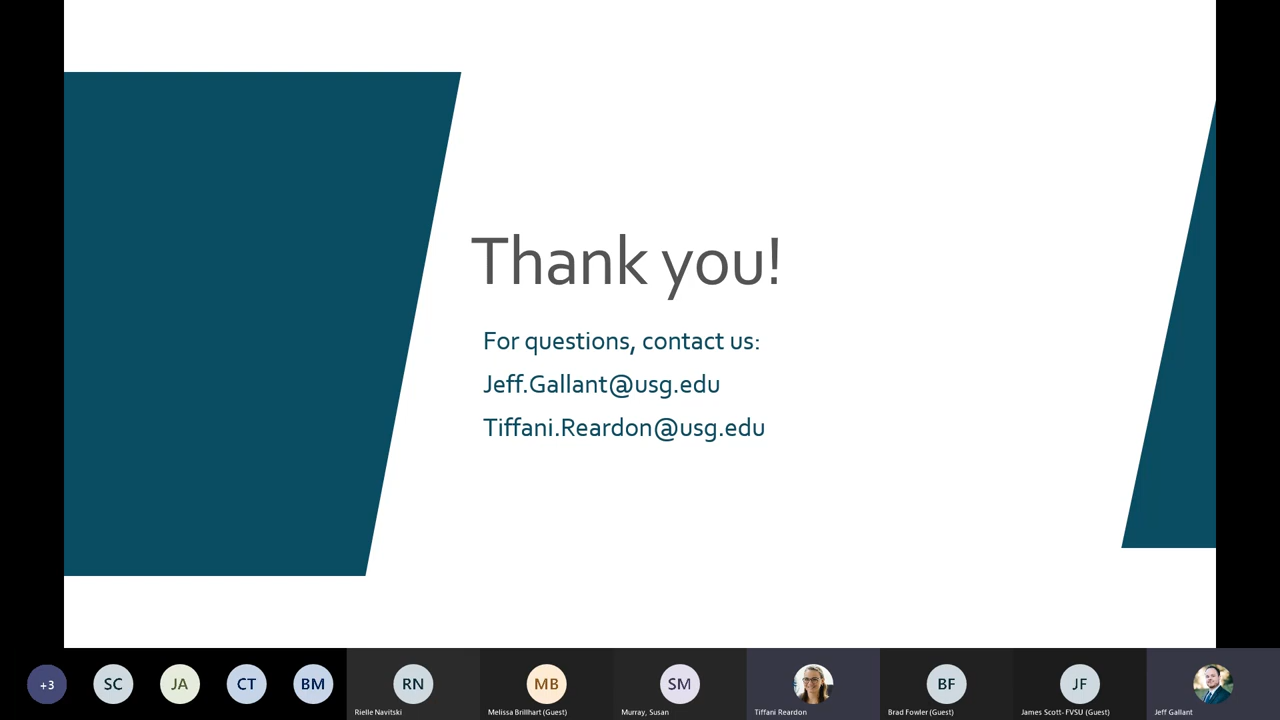 Thank you!
For questions, contact us:
Jeff.Gallant@usg.edu
Tiffani.Reardon@usg.edu
+3
SC
JA
CT
BM
RN
MB
SM
BF
JF
Rielle Navitski
Melissa Brillhart (Guest)
Murray, Susan
Tiffani Reardon
Brad Fowler (Guest)
James Scott- FVSU (Guest)
Jeff Gallant